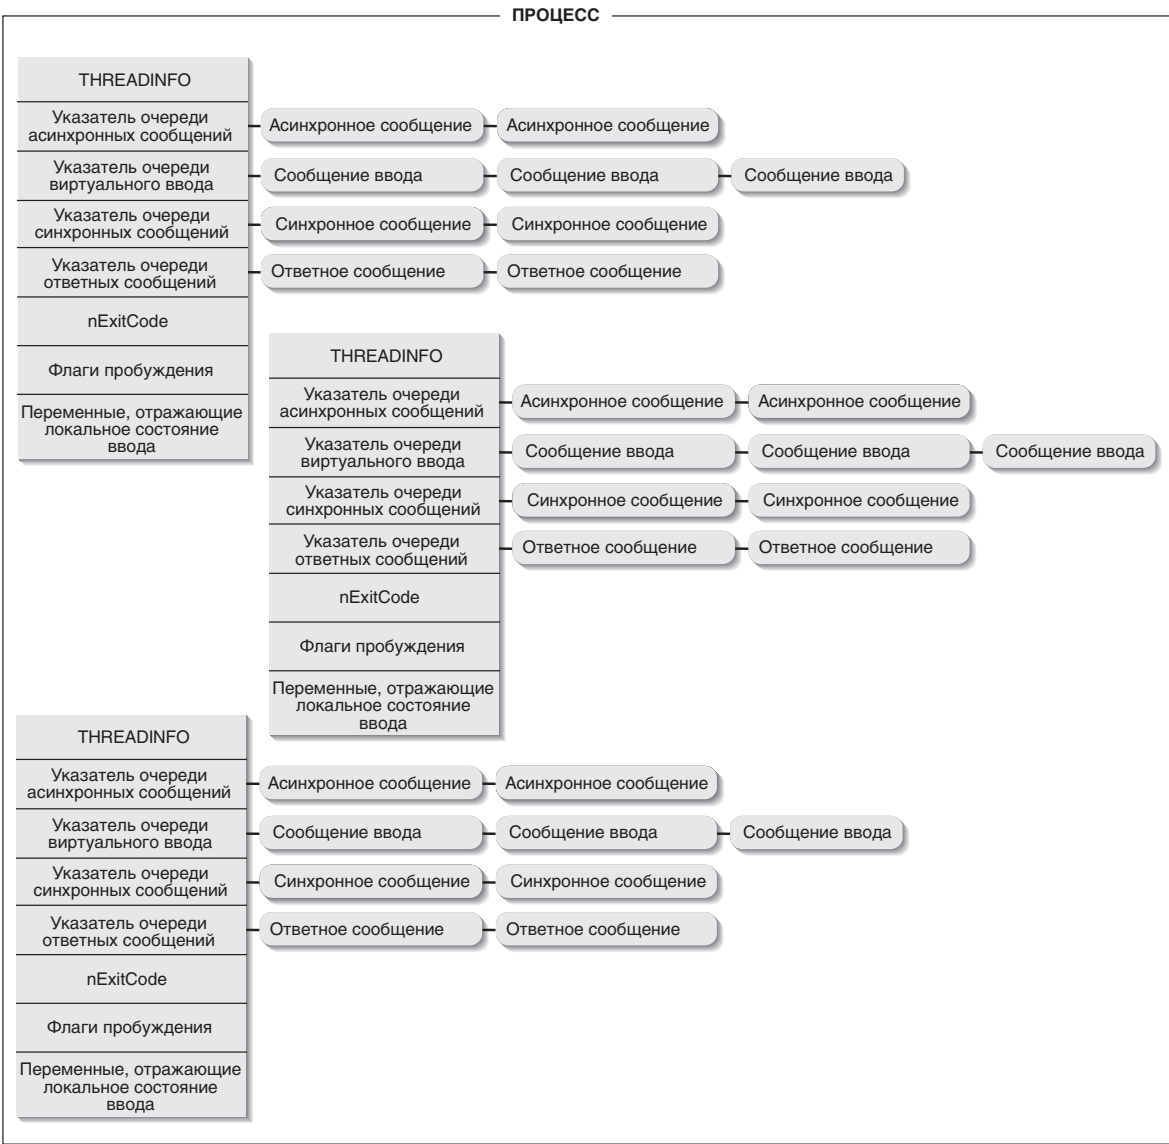 ПРОЦЕСС
THREADINFO
Указатель очереди
асинхронных сообщений
Асинхронное сообщение
Асинхронное сообщение
Указатель очереди
виртуального ввода
Сообщение ввода
Сообщение ввода
Сообщение ввода
Указатель очереди
синхронных сообщений
Синхронное сообщение
Синхронное сообщение
Указатель очереди
ответных сообщений
Ответное сообщение
Ответное сообщение
nExitCode
Флаги пробуждения
Переменные, отражающие
локальное состояние
ввода
THREADINFO
Указатель очереди
асинхронных сообщений
Асинхронное сообщение
Асинхронное сообщение
Указатель очереди
виртуального ввода
Сообщение ввода
Сообщение ввода
Сообщение ввода
Указатель очереди
синхронных сообщений
Синхронное сообщение
Синхронное сообщение
Указатель очереди
ответных сообщений
Ответное сообщение
Ответное сообщение
nExitCode
Флаги пробуждения
Переменные, отражающие
локальное состояние
ввода
THREADINFO
Указатель очереди
асинхронных сообщений
Асинхронное сообщение
Асинхронное сообщение
Указатель очереди
виртуального ввода
Сообщение ввода
Сообщение ввода
Сообщение ввода
Указатель очереди
синхронных сообщений
Синхронное сообщение
Синхронное сообщение
Указатель очереди
ответных сообщений
Ответное сообщение
Ответное сообщение
nExitCode
Флаги пробуждения
Переменные, отражающие
локальное состояние
ввода